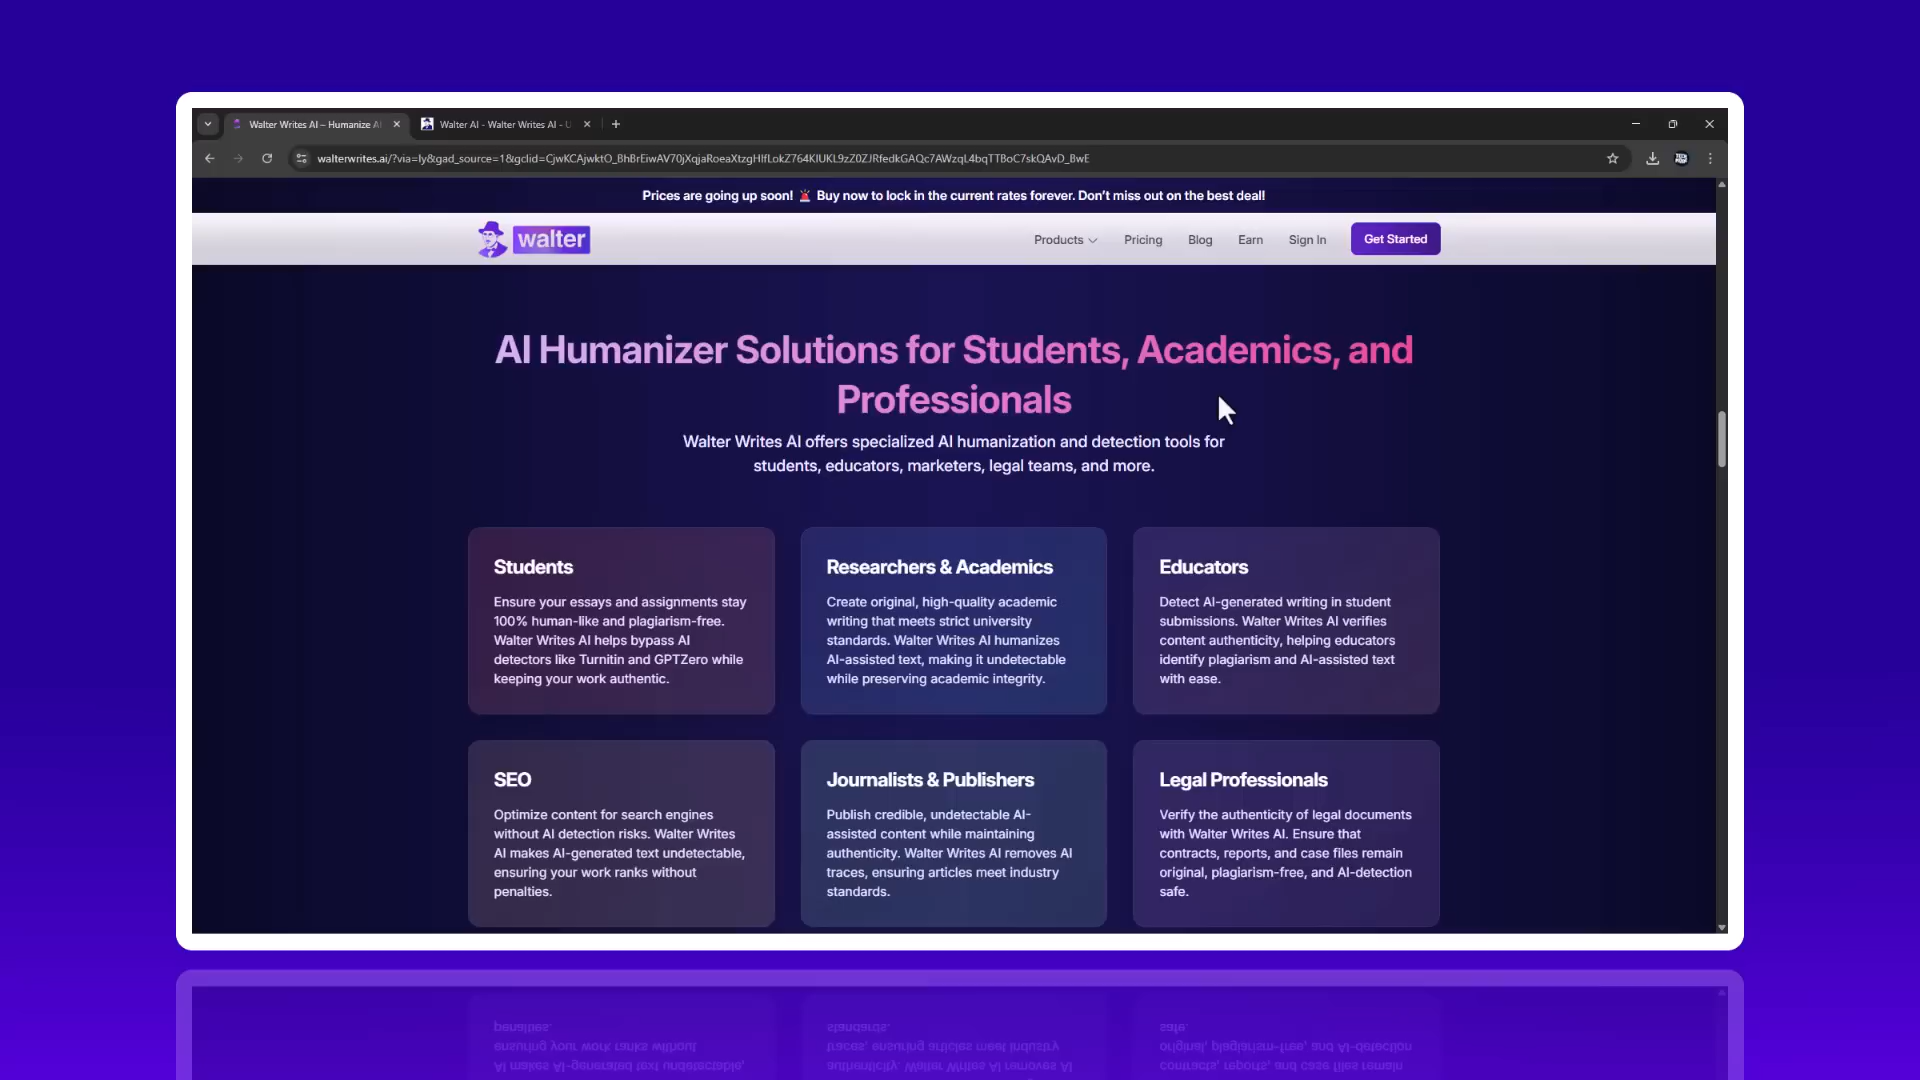 Walter Writes AI – Humanize AI
Walter AI - Walter Writes AI - U
walterwrites.ai/?via=ly&gad_source=1&gclid=CjwKCAjwktO_BhBrEiwAV70jXqjaRoeaXtzgHIfLokZ764KIUKL9zZ0ZJRfedkGAQc7AWzqL4bqTTBoC7skQAvD_BwE
Prices are going up soon! 🚨 Buy now to lock in the current rates forever. Don't miss out on the best deal!
walter
Products
Pricing
Blog
Earn
Sign In
Get Started
AI Humanizer Solutions for Students, Academics, and
Professionals
Walter Writes AI offers specialized AI humanization and detection tools for
students, educators, marketers, legal teams, and more.
Students
Ensure your essays and assignments stay
100% human-like and plagiarism-free.
Walter Writes AI helps bypass AI
detectors like Turnitin and GPTZero while
keeping your work authentic.
Researchers & Academics
Create original, high-quality academic
writing that meets strict university
standards. Walter Writes AI humanizes
AI-assisted text, making it undetectable
while preserving academic integrity.
Educators
Detect AI-generated writing in student
submissions. Walter Writes AI verifies
content authenticity, helping educators
identify plagiarism and AI-assisted text
with ease.
SEO
Optimize content for search engines
without AI detection risks. Walter Writes
AI makes AI-generated text undetectable,
ensuring your work ranks without
penalties.
Journalists & Publishers
Publish credible, undetectable AI-
assisted content while maintaining
authenticity. Walter Writes AI removes AI
traces, ensuring articles meet industry
standards.
Legal Professionals
Verify the authenticity of legal documents
with Walter Writes AI. Ensure that
contracts, reports, and case files remain
original, plagiarism-free, and AI-detection
safe.